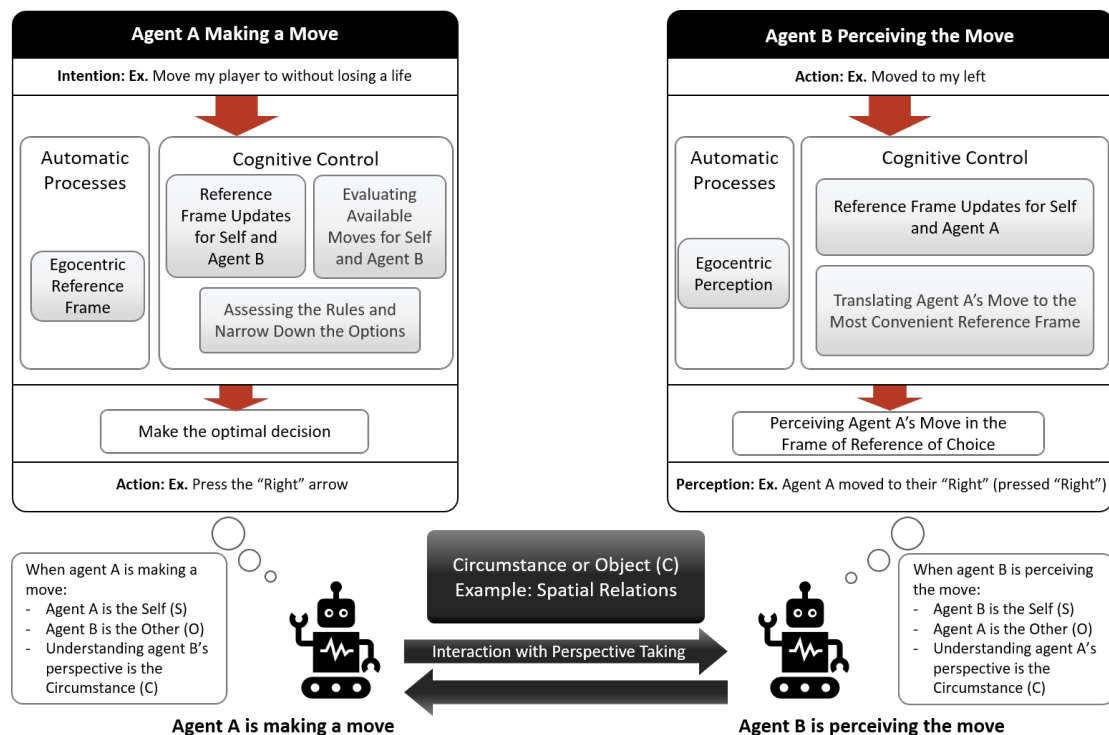 Agent A Making a Move
Intention: Ex. Move my player to without losing a life
Automatic
Processes
Egocentric
Reference
Frame
Cognitive Control
Reference
Frame Updates
for Self and
Agent B
Evaluating
Available
Moves for Self
and Agent B
Assessing the Rules and
Narrow Down the Options
Make the optimal decision
Action: Ex. Press the “Right” arrow
Agent B Perceiving the Move
Action: Ex. Moved to my left
Automatic
Processes
Egocentric
Perception
Cognitive Control
Reference Frame Updates for Self
and Agent A
Translating Agent A’s Move to the
Most Convenient Reference Frame
Perceiving Agent A’s Move in the
Frame of Reference of Choice
Perception: Ex. Agent A moved to their “Right” (pressed “Right”)
When agent A is making a
move:
- Agent A is the Self (S)
- Agent B is the Other (O)
- Understanding agent B’s
perspective is the
Circumstance (C)
Circumstance or Object (C)
Example: Spatial Relations
Interaction with Perspective Taking
When agent B is perceiving
the move:
- Agent B is the Self (S)
- Agent A is the Other (O)
- Understanding agent A’s
perspective is the
Circumstance (C)
Agent A is making a move
Agent B is perceiving the move